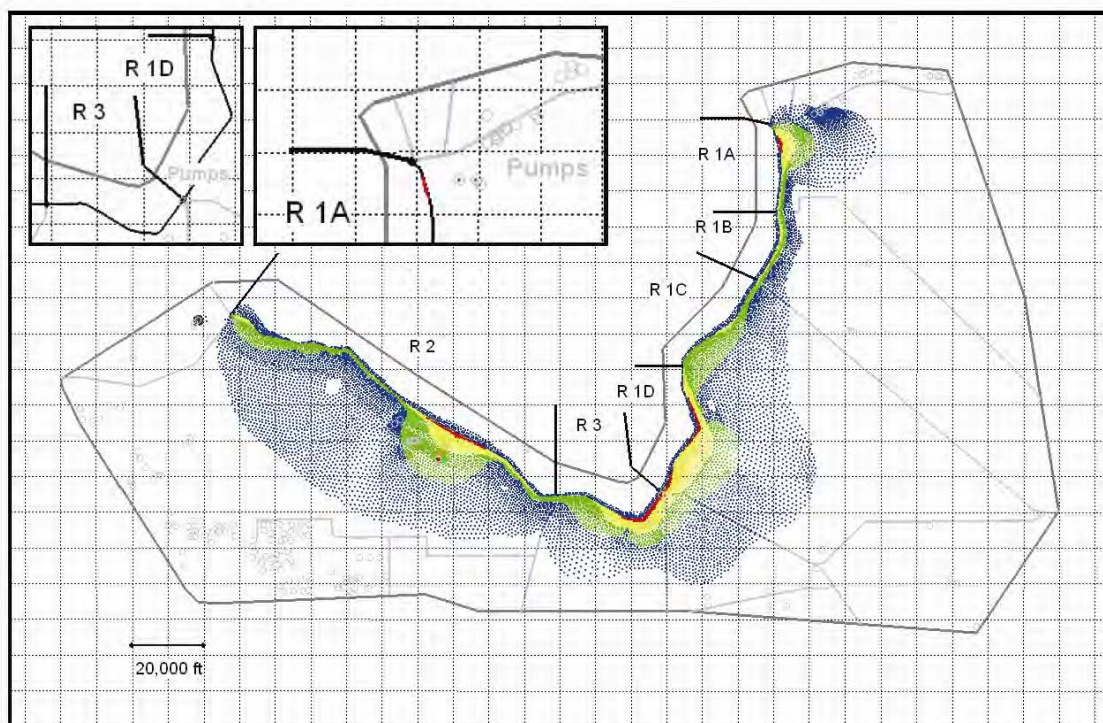 R 1D
R 3
Pumps
R 1A
Pumps
R 1A
R 1B
R 1C
R 2
R 1D
R 3
20,000 ft